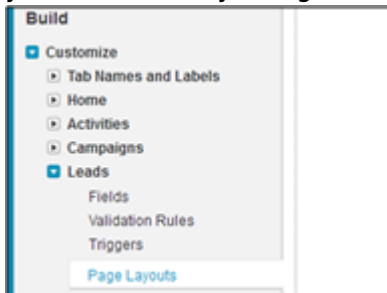 Build
Customize
Tab Names and Labels
Home
Activities
Campaigns
Leads
Fields
Validation Rules
Triggers
Page Layouts